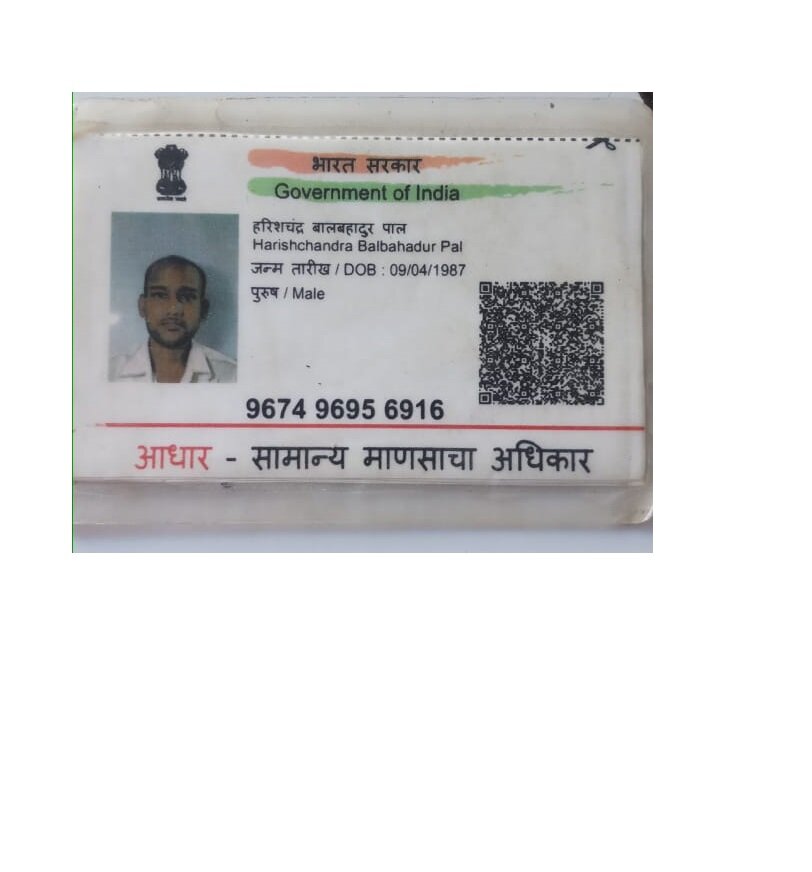 भारत सरकार
Government of India
हरिशचंद्र बालबहादुर पाल
Harishchandra Balbahadur Pal
जन्म तारीख / DOB : 09/04/1987
पुरुष / Male
9674 9695 6916
आधार - सामान्य माणसाचा अधिकार